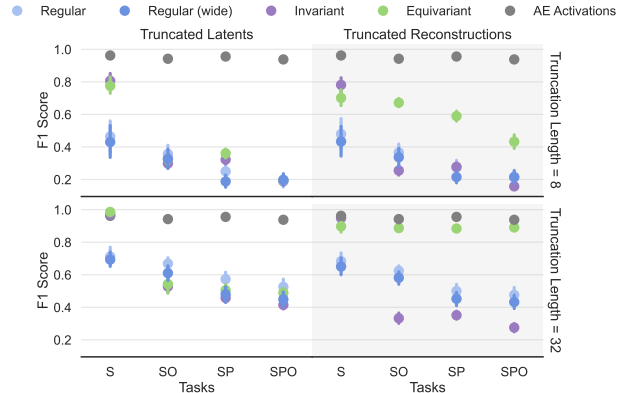 Regular Regular (wide) Invariant Equivariant AE Activations
Truncated Latents Truncated Reconstructions
1.0
0.8
0.6
0.4
0.2
F1 Score
Truncation Length = 8
1.0
0.8
0.6
0.4
0.2
F1 Score
Truncation Length = 32
S SO SP SPO S SO SP SPO
Tasks Tasks